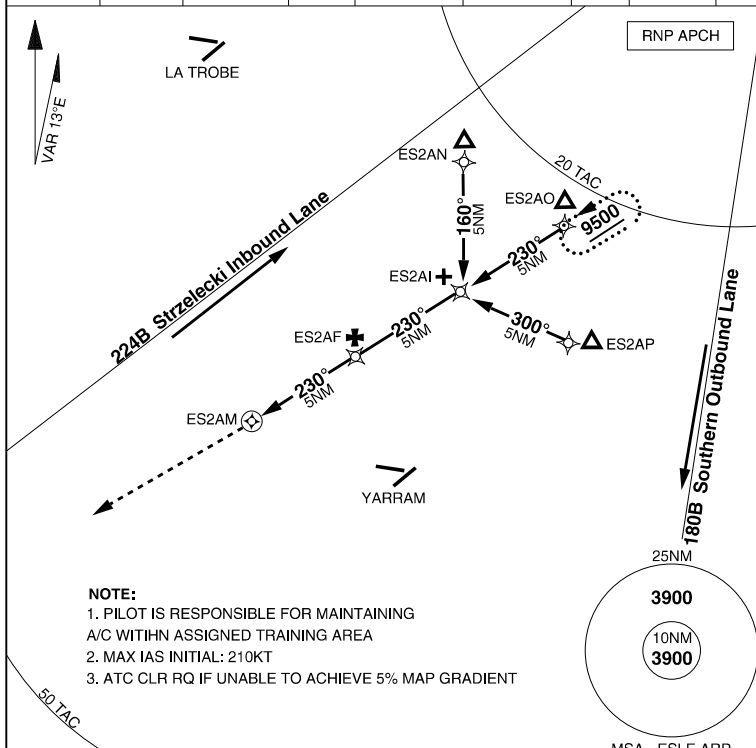 RNP APCH
VAR 13°E
LA TROBE
ES2AN
20 TAC
ES2AO
9500
160°
5NM
230°
5NM
224B Strzelecki Inbound Lane
ES2AI
230°
5NM
300°
5NM
ES2AP
ES2AF
230°
5NM
ES2AM
YARRAM
180B Southern Outbound Lane
25NM
3900
10NM
3900
NOTE:
1. PILOT IS RESPONSIBLE FOR MAINTAINING
A/C WITIHN ASSIGNED TRAINING AREA
2. MAX IAS INITIAL: 210KT
3. ATC CLR RQ IF UNABLE TO ACHIEVE 5% MAP GRADIENT
50 TAC